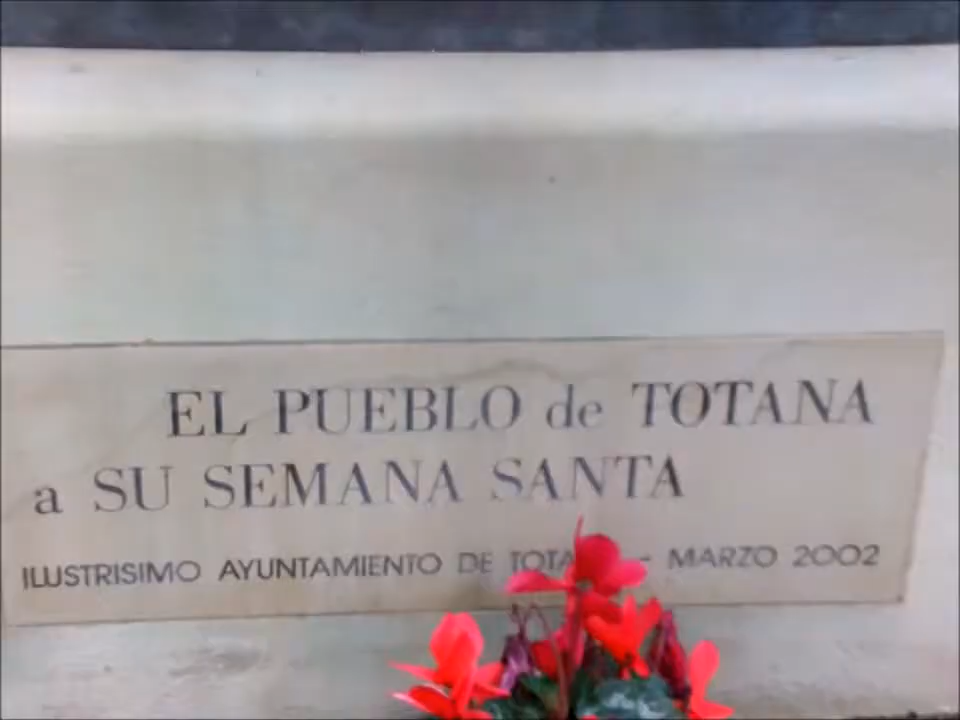 EL PUEBLO de TOTANA
a SU SEMANA SANTA
ILUSTRISIMO AYUNTAMIENTO DE - MARZO 2002